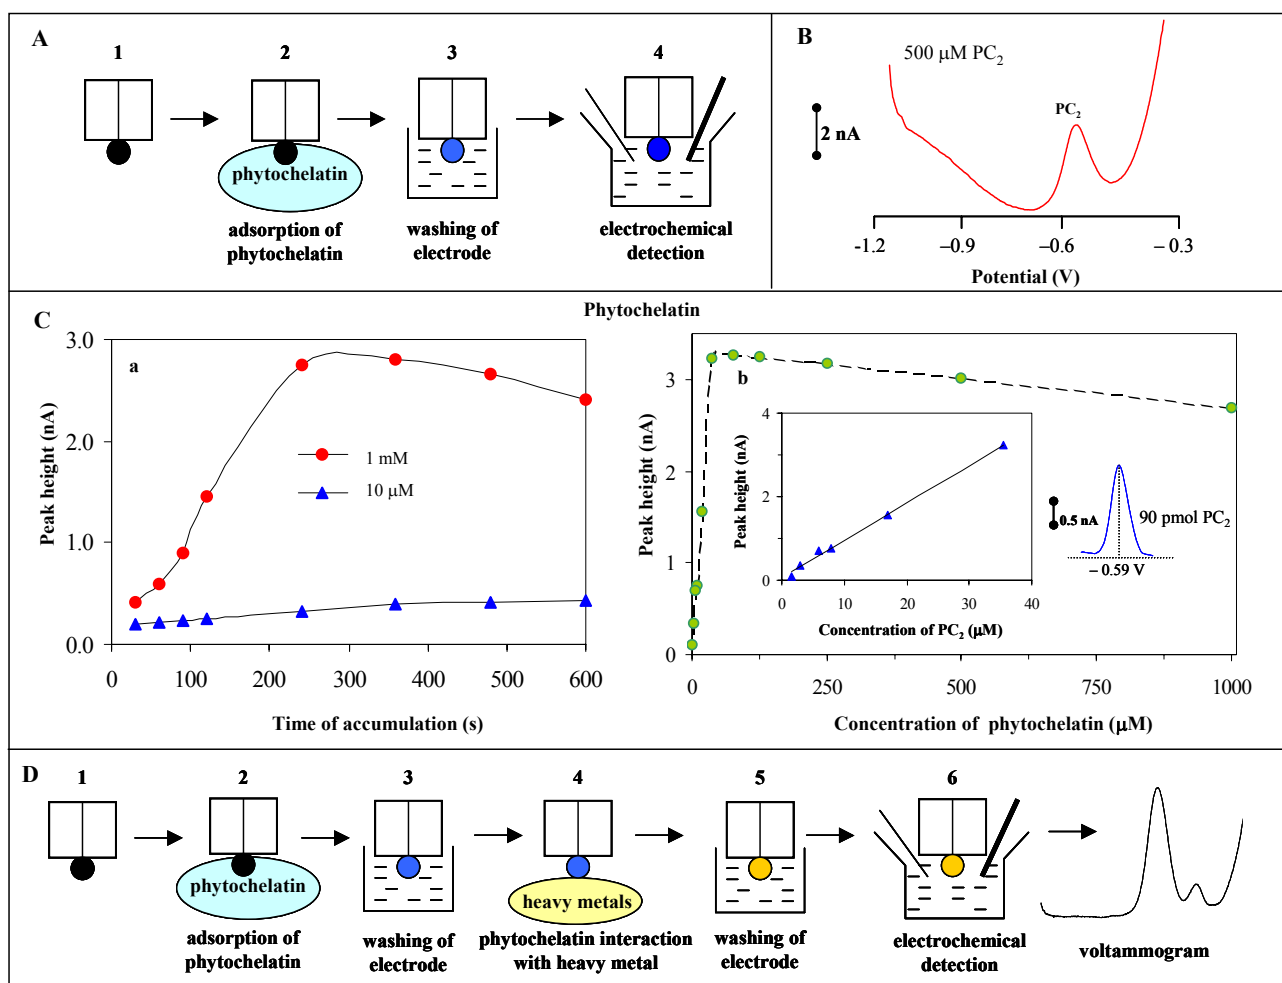 A
1
2
3
4
phytochelatin
adsorption of
phytochelatin
washing of
electrode
electrochemical
detection
B
500 μM PC₂
2 nA
PC₂
-1.2
–0.9
–0.6
– 0.3
Potential (V)
C
Phytochelatin
a
Peak height (nA)
3.0
2.0
1.0
0.0
1 mM
10 μM
0
100
200
300
400
500
600
Time of accumulation (s)
b
Peak height (nA)
3
2
1
0
0
250
500
750
1000
Concentration of phytochelatin (μM)
Peak height (nA)
4
2
0
0
10
20
30
40
Concentration of PC₂ (μM)
0.5 nA
90 pmol PC₂
– 0.59 V
D
1
2
3
4
5
6
phytochelatin
heavy metals
adsorption of
phytochelatin
washing of
electrode
phytochelatin interaction
with heavy metal
washing of
electrode
electrochemical
detection
voltammogram